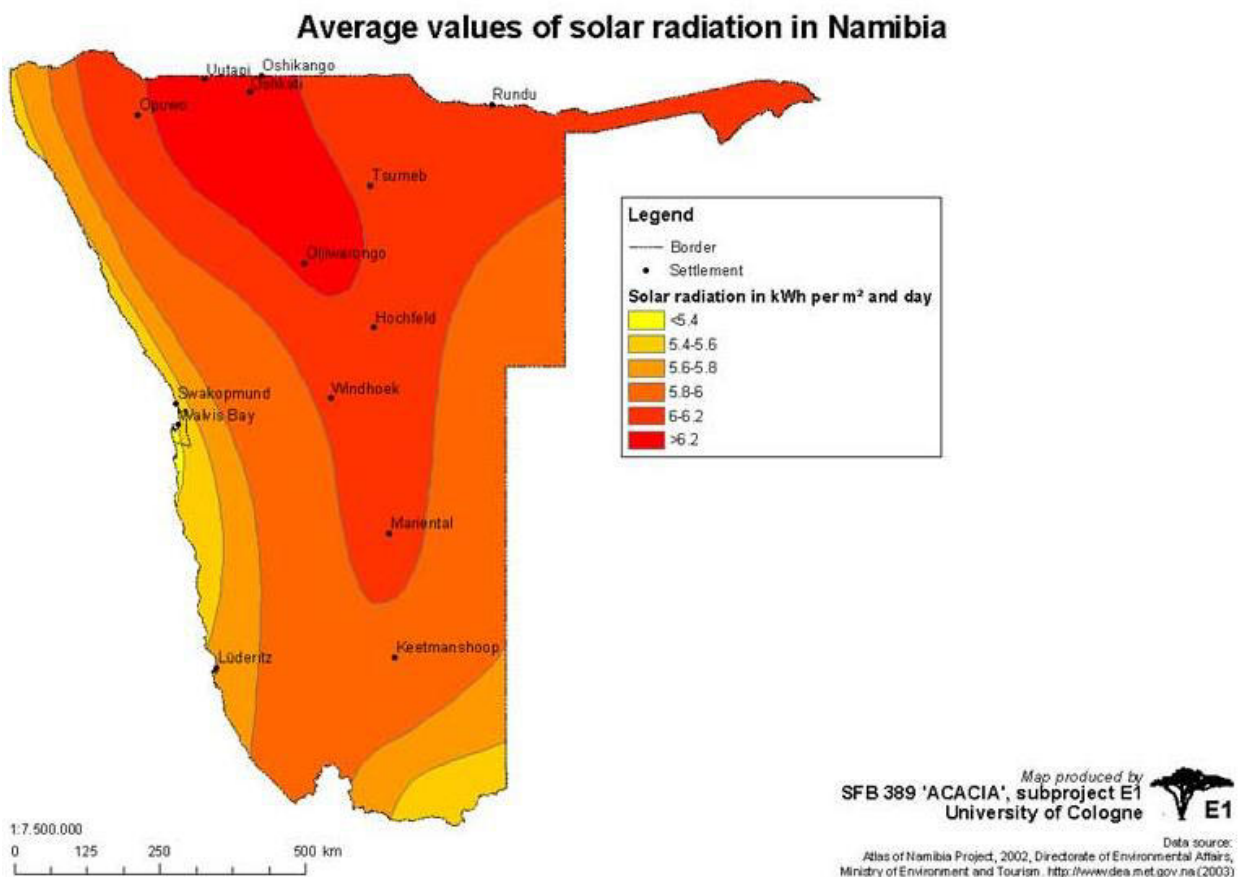 Average values of solar radiation in Namibia
Uutapi
Oshikango
Opuwo
Rundu
Tsumeb
Otjiwarongo
Hochfeld
Windhoek
Swakopmund
Walvis Bay
Mariental
Lüderitz
Keetmanshoop
Legend
Border
Settlement
Solar radiation in kWh per m² and day
<5.4
5.4-5.6
5.6-5.8
5.8-6
6-6.2
>6.2
1:7.500.000
0 125 250 500 km
Map produced by
SFB 389 'ACACIA', subproject E1
University of Cologne
E1
Data source:
Atlas of Namibia Project, 2002, Directorate of Environmental Affairs,
Ministry of Environment and Tourism. http://www.dea.met.gov.na (2003)